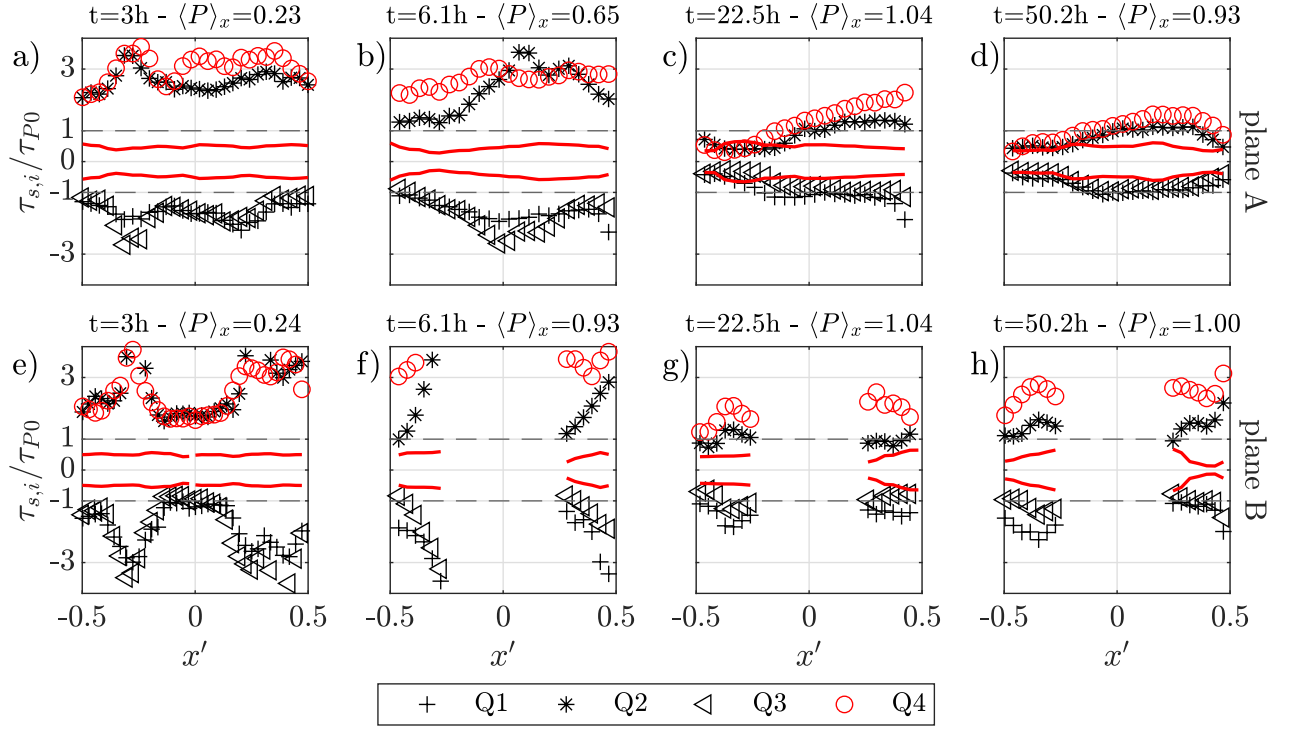 t=3h - ⟨P⟩x=0.23
t=6.1h - ⟨P⟩x=0.65
t=22.5h - ⟨P⟩x=1.04
t=50.2h - ⟨P⟩x=0.93
a)
b)
c)
d)
3
1
0
-1
-3
τs,i/τP0
plane A
t=3h - ⟨P⟩x=0.24
t=6.1h - ⟨P⟩x=0.93
t=22.5h - ⟨P⟩x=1.04
t=50.2h - ⟨P⟩x=1.00
e)
f)
g)
h)
3
1
0
-1
-3
τs,i/τP0
plane B
-0.5 0 0.5 -0.5 0 0.5 -0.5 0 0.5 -0.5 0 0.5
x′ x′ x′ x′
Q1 Q2 Q3 Q4